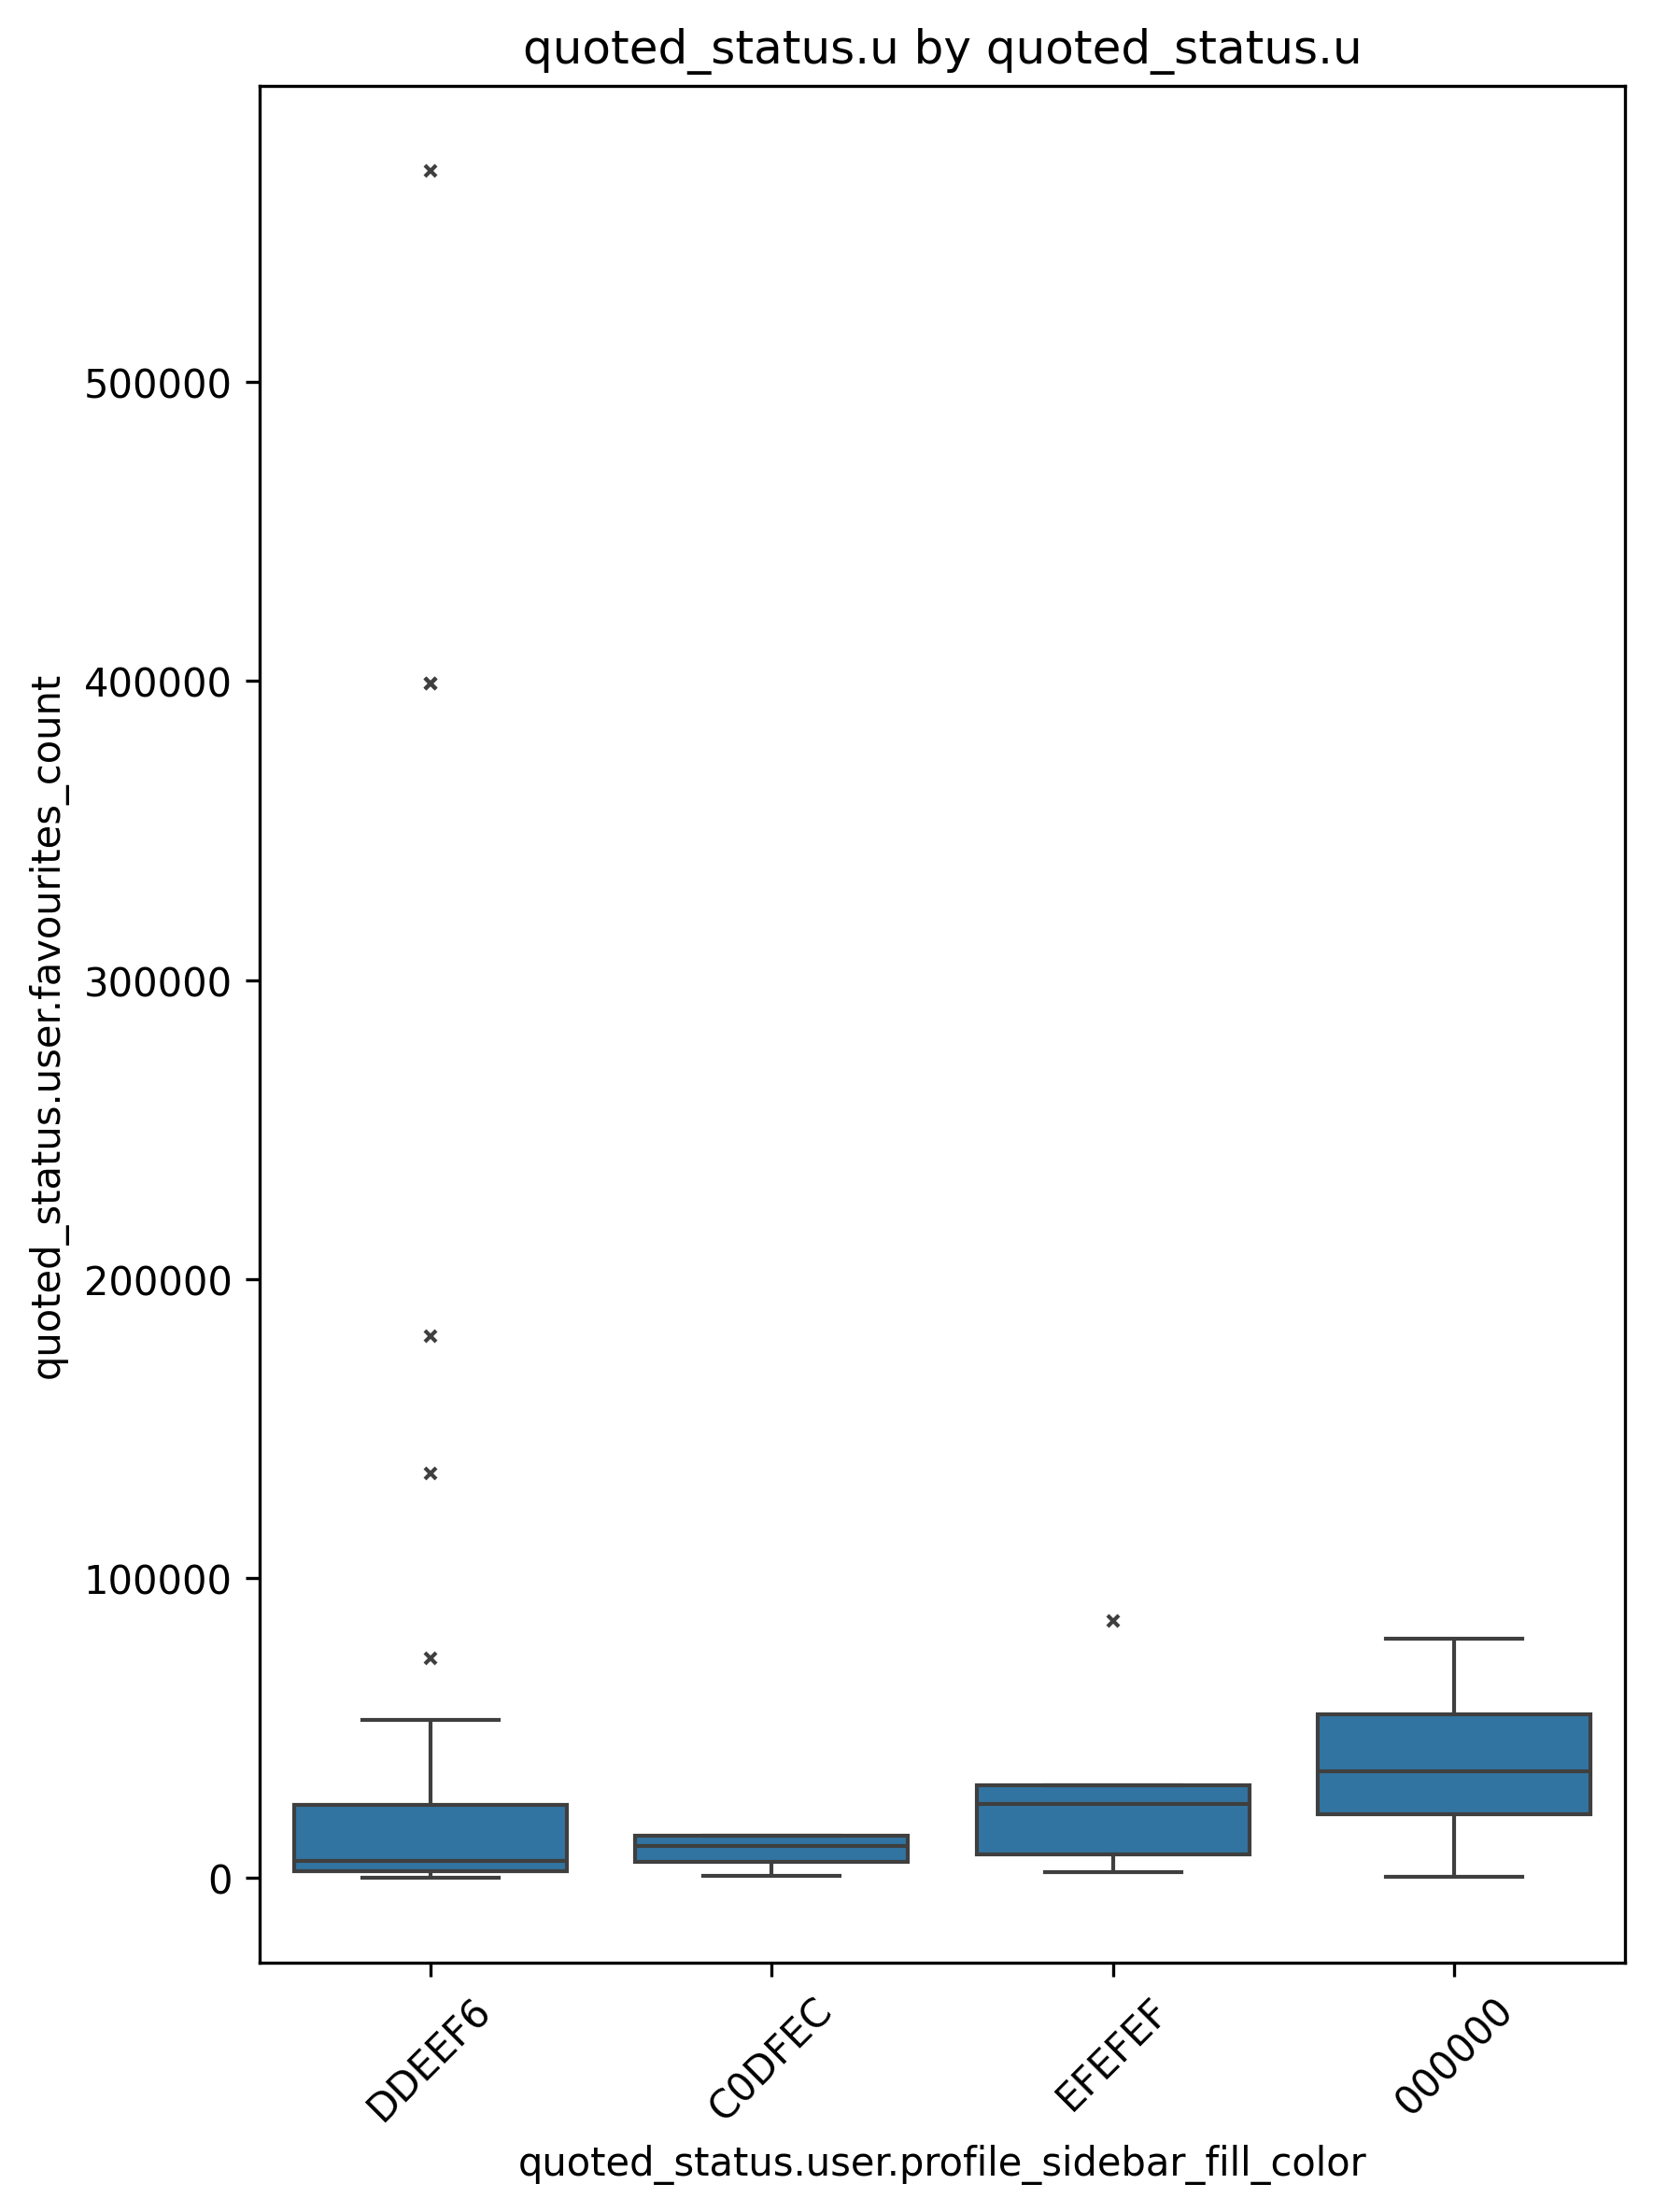 quoted_status.u by quoted_status.u
quoted_status.user.favourites_count
500000
400000
300000
200000
100000
0
DDEEF6
C0DFEC
EFEFEF
000000
quoted_status.user.profile_sidebar_fill_color